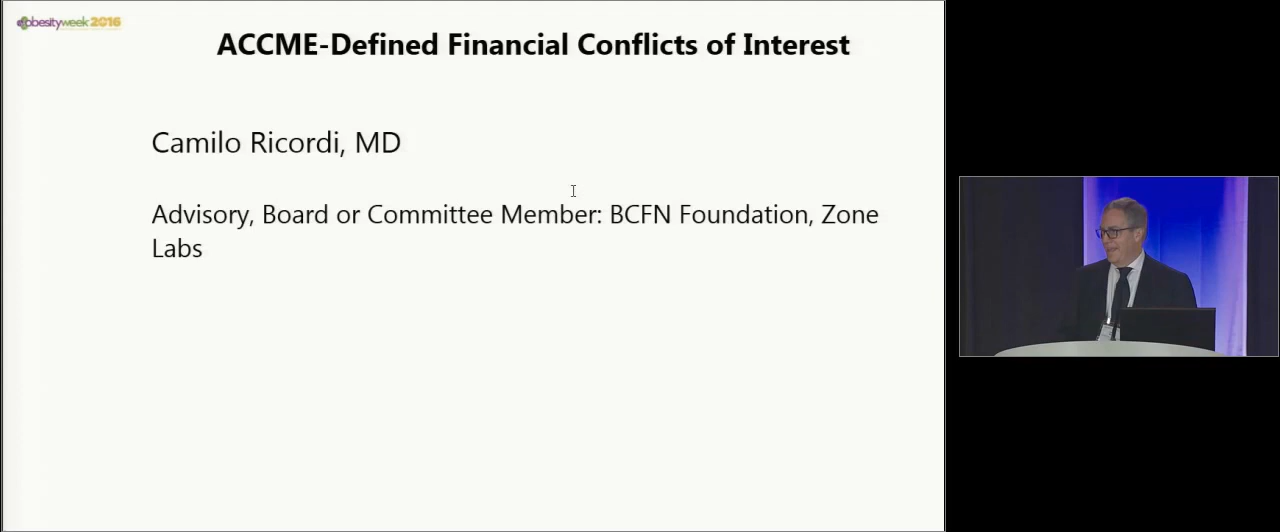 obesityweek 2016
ACCME-Defined Financial Conflicts of Interest
Camilo Ricordi, MD
Advisory, Board or Committee Member: BCFN Foundation, Zone
Labs